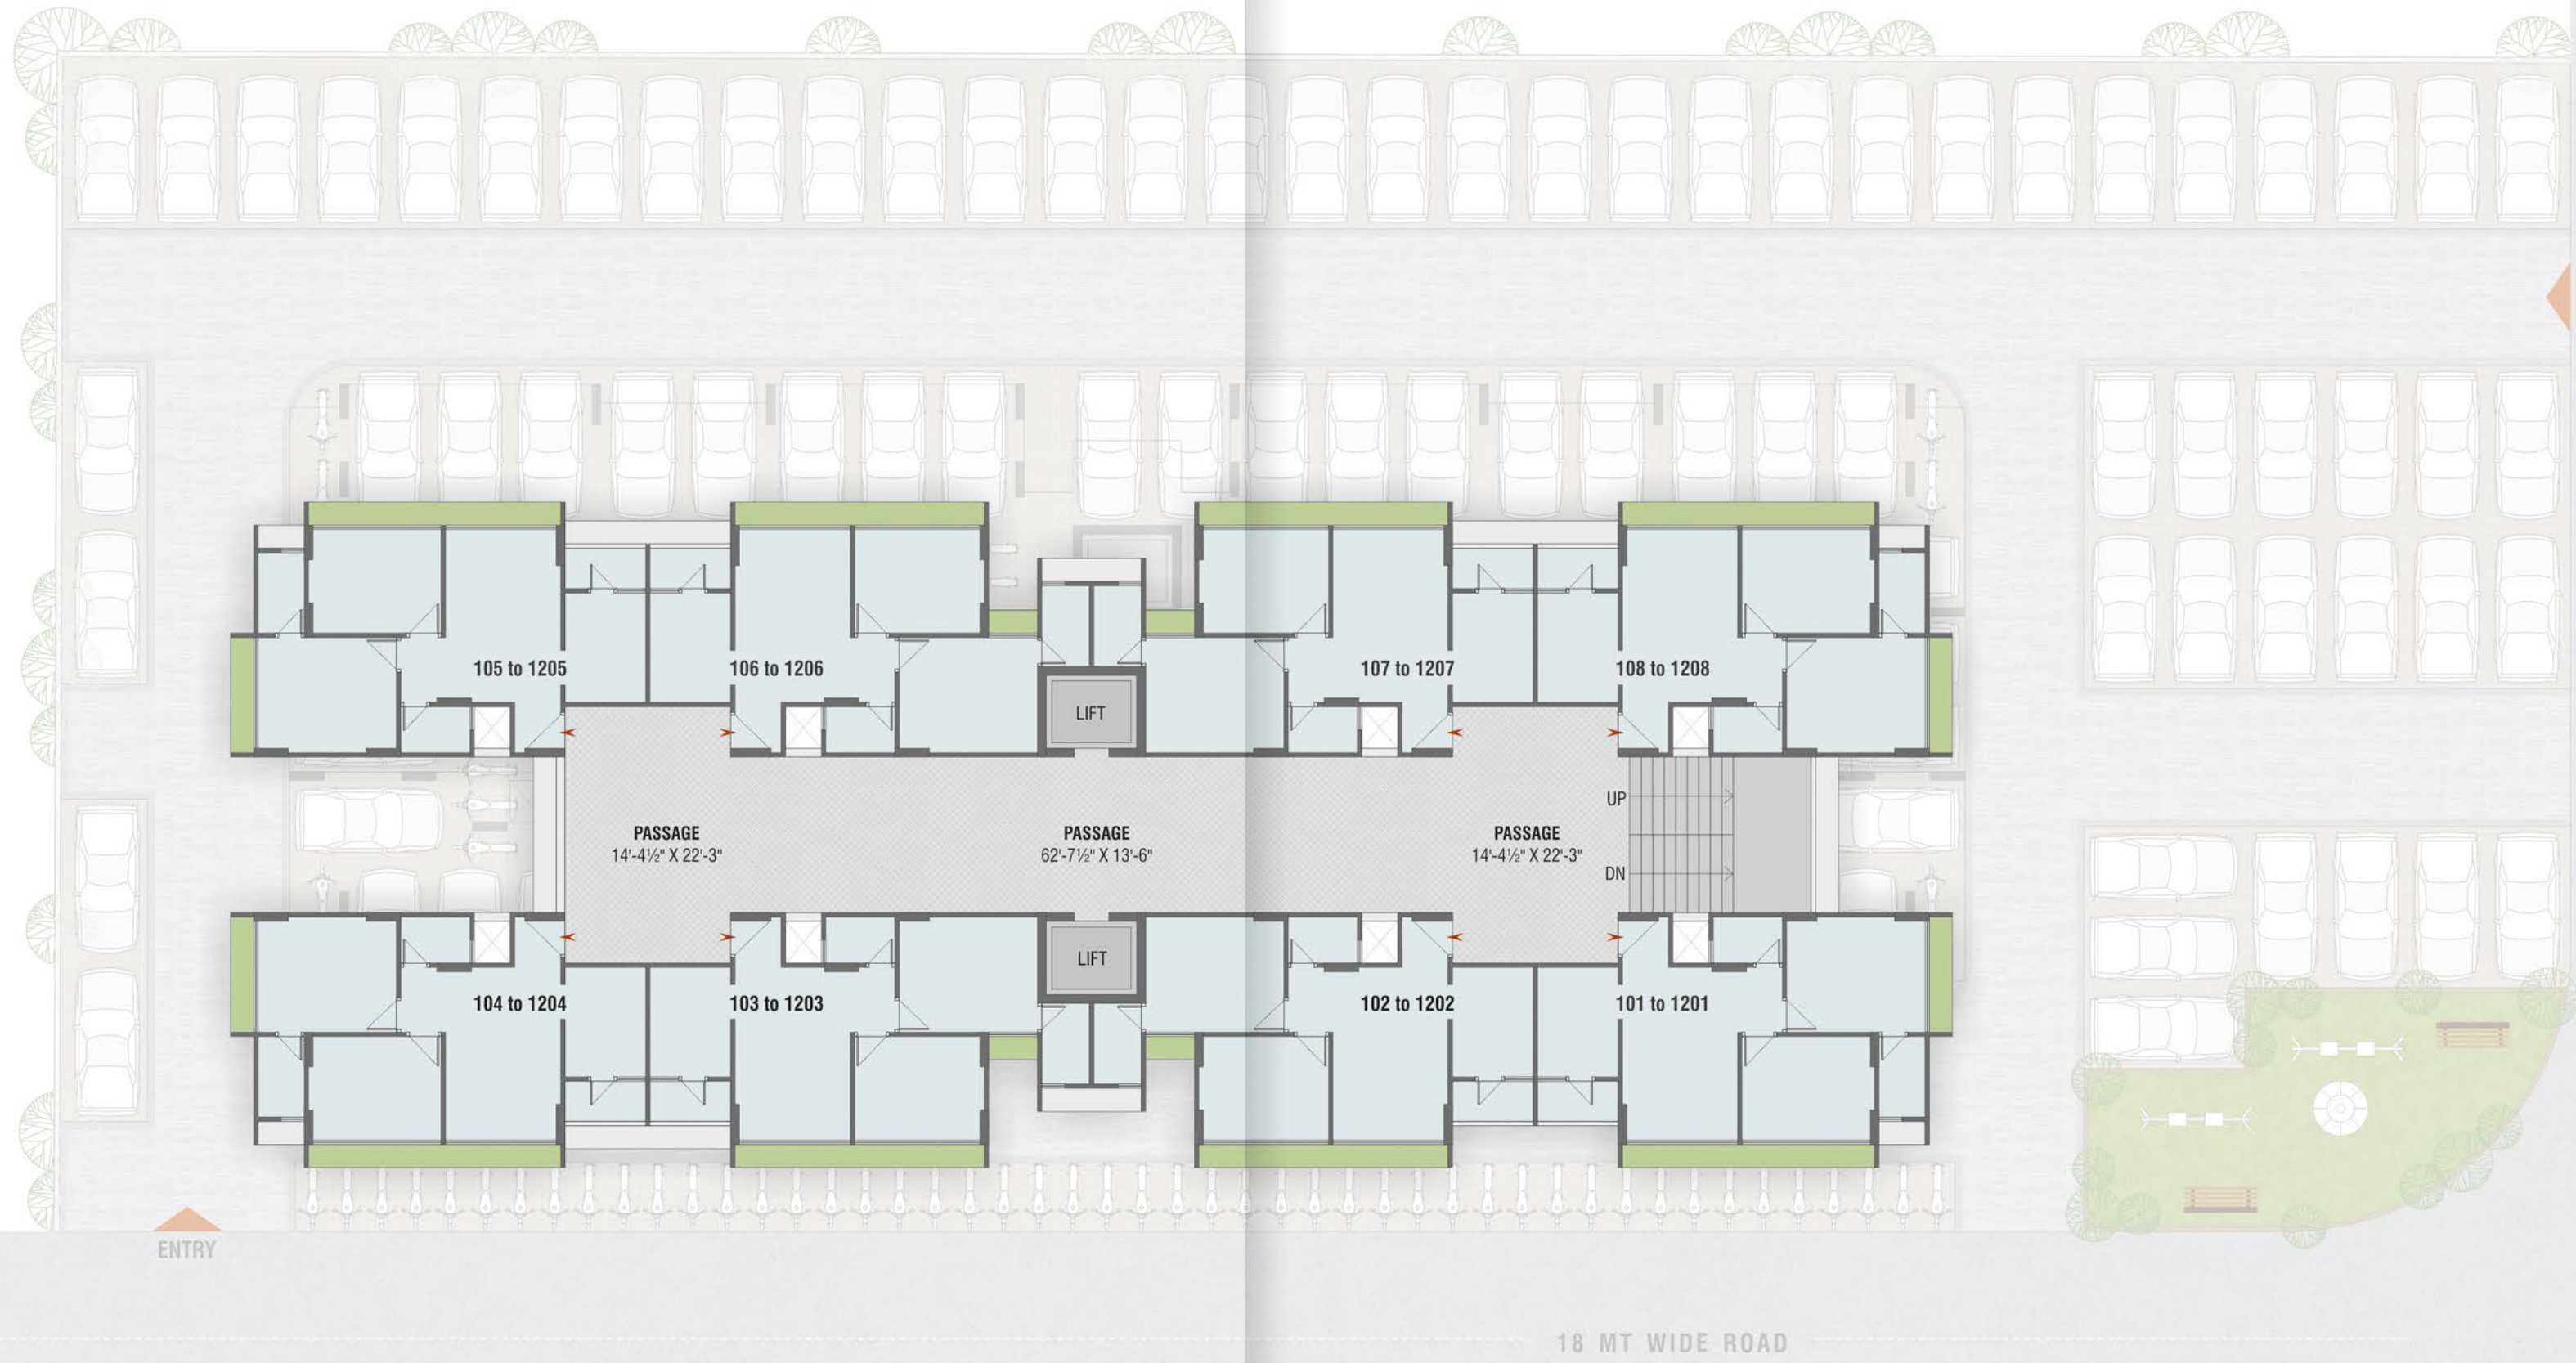 105 to 1205
106 to 1206
107 to 1207
108 to 1208
LIFT
UP
PASSAGE
14'-4½" X 22'-3"
PASSAGE
62'-7½" X 13'-6"
PASSAGE
14'-4½" X 22'-3"
DN
LIFT
104 to 1204
103 to 1203
102 to 1202
101 to 1201
ENTRY
18 MT WIDE ROAD